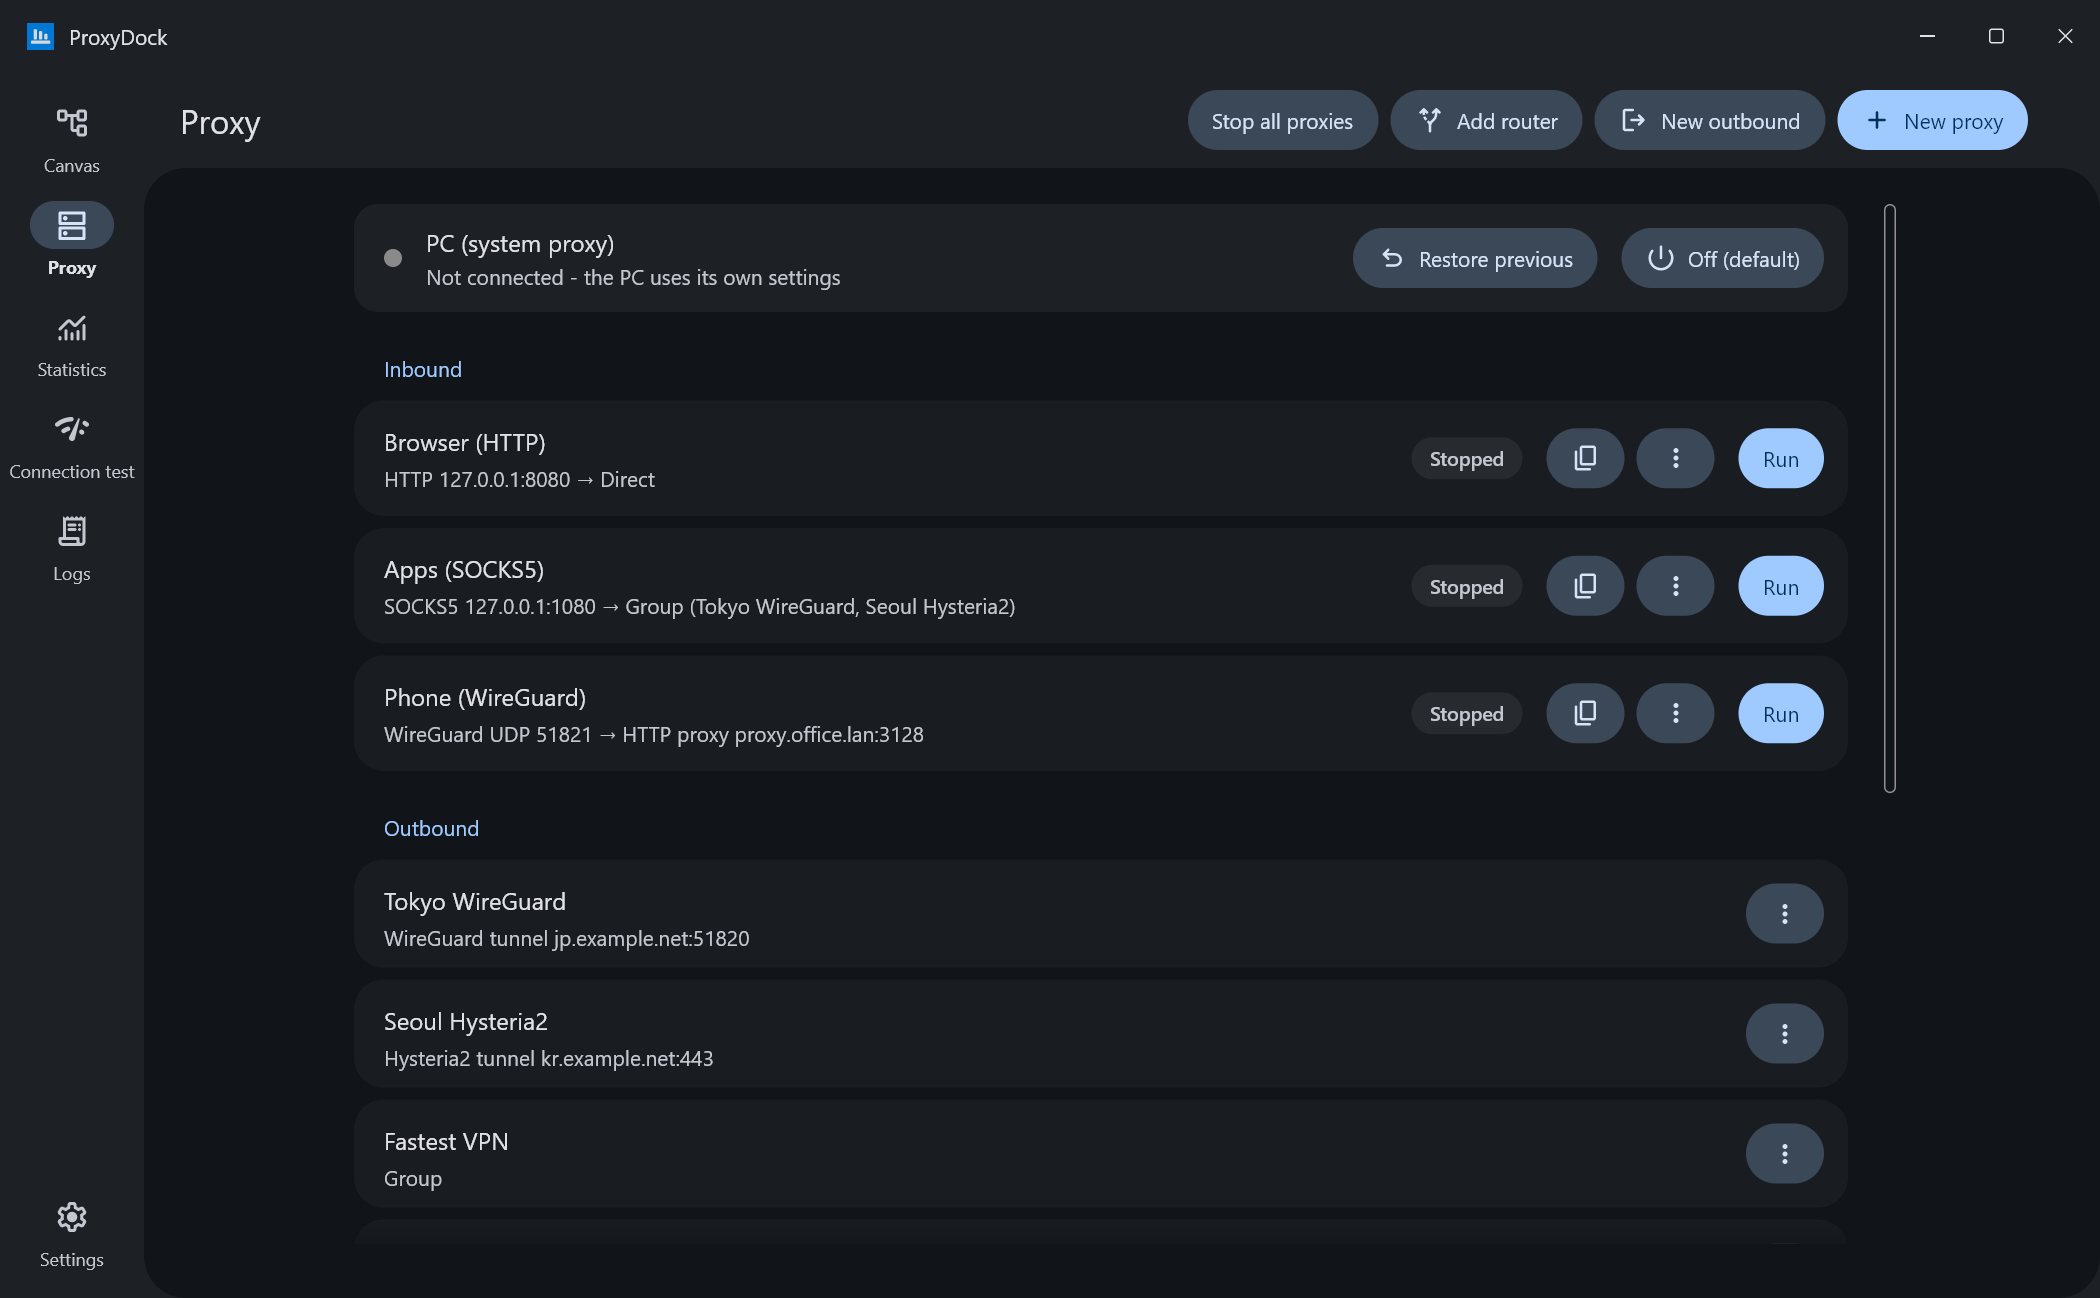 ProxyDock
Proxy
Stop all proxies
Add router
New outbound
New proxy
Canvas
Proxy
Statistics
Connection test
Logs
Settings
PC (system proxy)
Not connected - the PC uses its own settings
Restore previous
Off (default)
Inbound
Browser (HTTP)
HTTP 127.0.0.1:8080 → Direct
Stopped
Run
Apps (SOCKS5)
SOCKS5 127.0.0.1:1080 → Group (Tokyo WireGuard, Seoul Hysteria2)
Stopped
Run
Phone (WireGuard)
WireGuard UDP 51821 → HTTP proxy proxy.office.lan:3128
Stopped
Run
Outbound
Tokyo WireGuard
WireGuard tunnel jp.example.net:51820
Seoul Hysteria2
Hysteria2 tunnel kr.example.net:443
Fastest VPN
Group